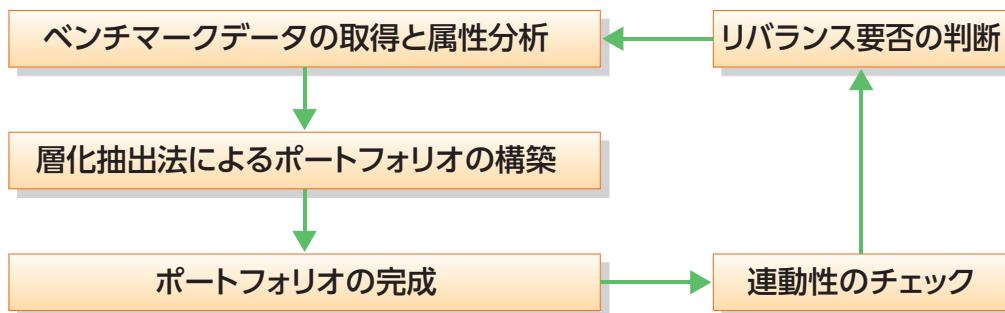 ベンチマークデータの取得と属性分析
リバランス要否の判断
層化抽出法によるポートフォリオの構築
ポートフォリオの完成
連動性のチェック